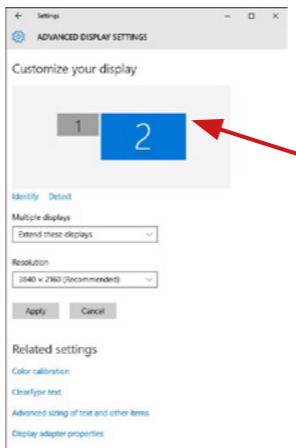 Settings
ADVANCED DISPLAY SETTINGS
Customize your display
1
2
Identify Detect
Multiple displays
Extend these displays
Resolution
3840 × 2160 (Recommended)
Apply Cancel
Related settings
Color calibration
ClearType text
Advanced sizing of text and other items
Display adapter properties